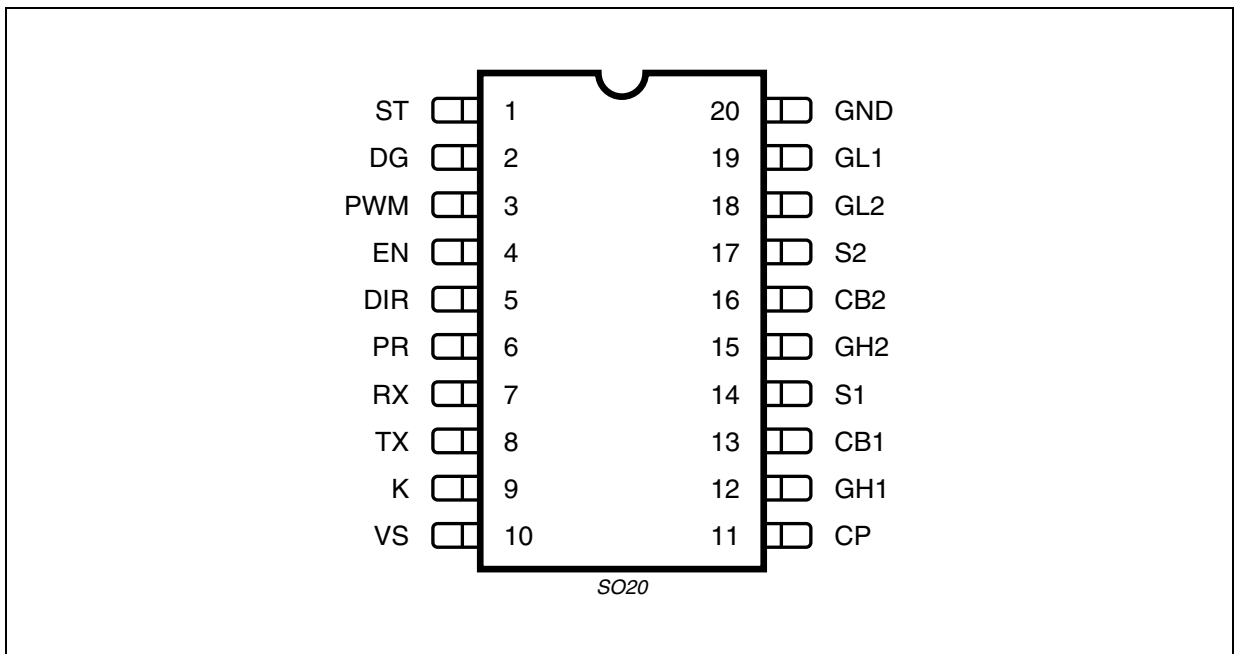 ST 1 20 GND
DG 2 19 GL1
PWM 3 18 GL2
EN 4 17 S2
DIR 5 16 CB2
PR 6 15 GH2
RX 7 14 S1
TX 8 13 CB1
K 9 12 GH1
VS 10 11 CP
SO20